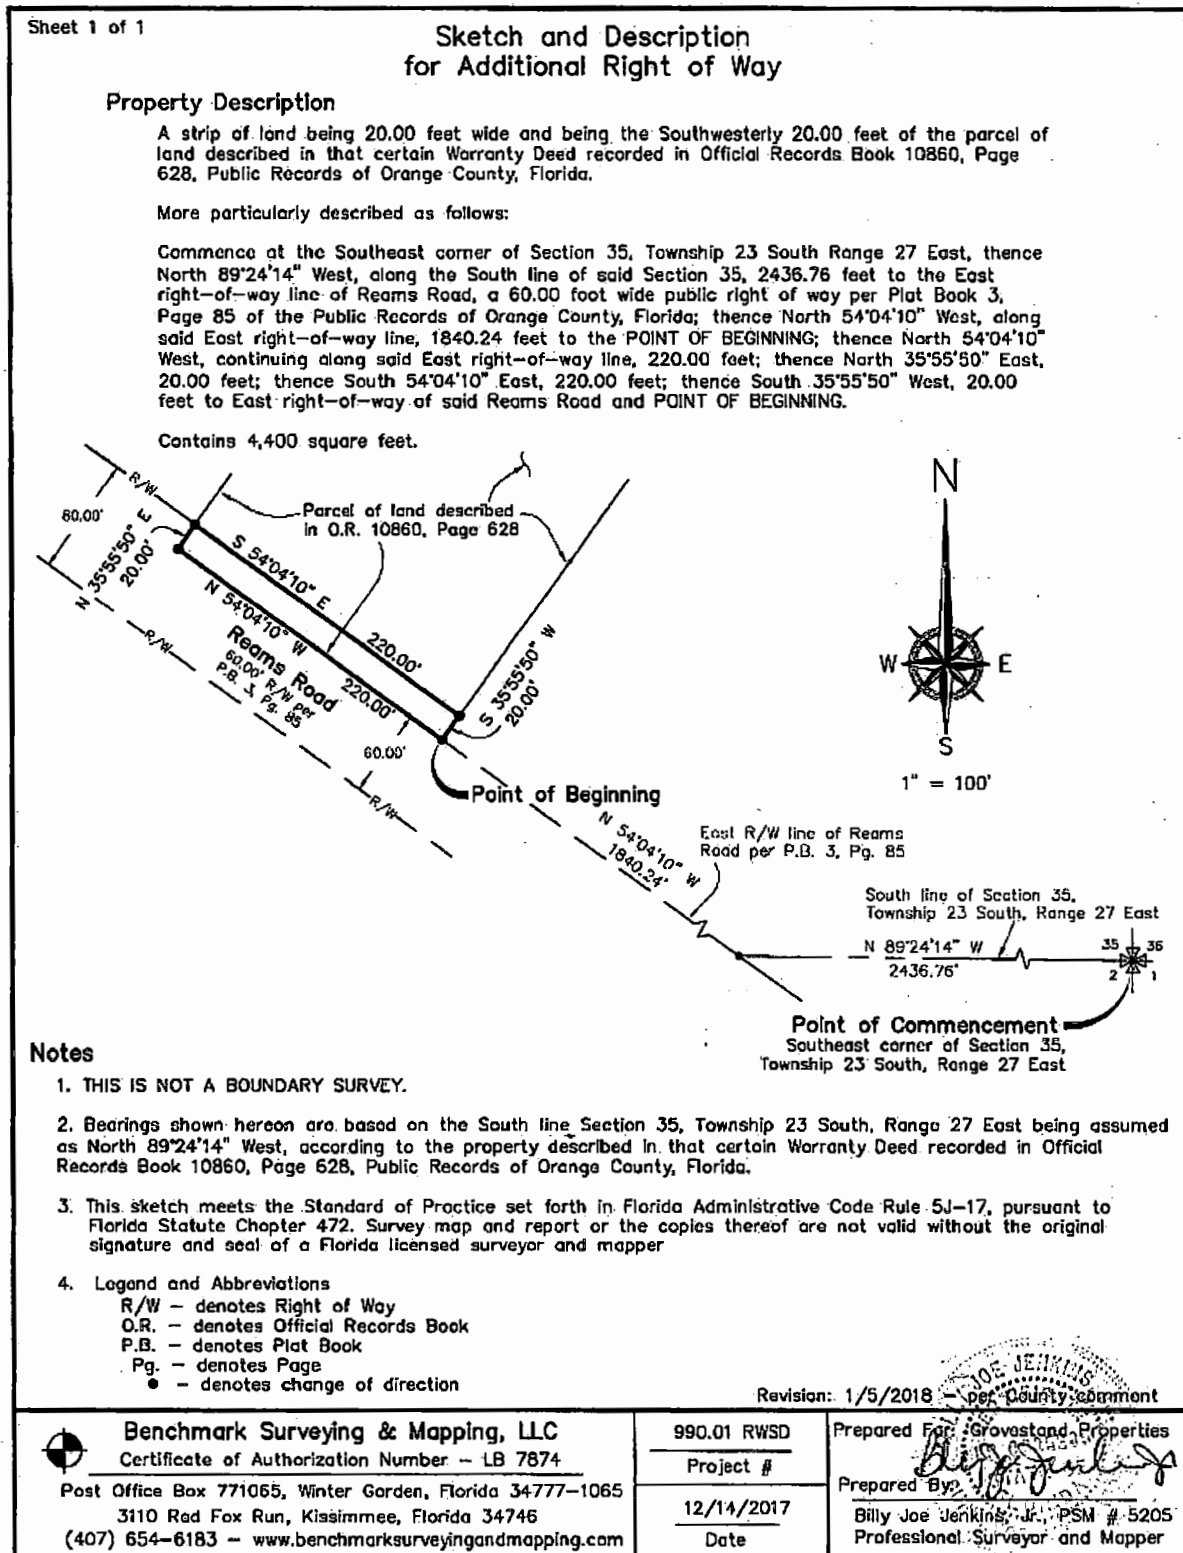 Sheet 1 of 1
Sketch and Description
for Additional Right of Way
Property Description
A strip of land being 20.00 feet wide and being the Southwesterly 20.00 feet of the parcel of
land described in that certain Warranty Deed recorded in Official Records Book 10860, Page
628, Public Records of Orange County, Florida.
More particularly described as follows:
Commence at the Southeast corner of Section 35, Township 23 South Range 27 East, thence
North 89°24'14" West, along the South line of said Section 35, 2436.76 feet to the East
right-of-way line of Reams Road, a 60.00 foot wide public right of way per Plat Book 3,
Page 85 of the Public Records of Orange County, Florida; thence North 54°04'10" West, along
said East right-of-way line, 1840.24 feet to the POINT OF BEGINNING; thence North 54°04'10"
West, continuing along said East right-of-way line, 220.00 feet; thence North 35°55'50" East,
20.00 feet; thence South 54°04'10" East, 220.00 feet; thence South 35°55'50" West, 20.00
feet to East right-of-way of said Reams Road and POINT OF BEGINNING.
Contains 4,400 square feet.
R/W
60.00'
N 35°55'50" E
20.00'
Parcel of land described
in O.R. 10860, Page 628
S 54°04'10" E
220.00'
N 54°04'10" W
220.00'
Reams Road
60.00' R/W per
P.B. 3, Pg. 85
R/W
S 35°55'50" W
20.00'
60.00'
R/W
Point of Beginning
N
W
E
S
1" = 100'
N 54°04'10" W
1840.24'
East R/W line of Reams
Road per P.B. 3, Pg. 85
South line of Section 35,
Township 23 South, Range 27 East
N 89°24'14" W
2436.76'
35 36
2 1
Point of Commencement
Southeast corner of Section 35,
Township 23 South, Range 27 East
Notes
1. THIS IS NOT A BOUNDARY SURVEY.
2. Bearings shown hereon are based on the South line Section 35, Township 23 South, Range 27 East being assumed
as North 89°24'14" West, according to the property described in that certain Warranty Deed recorded in Official
Records Book 10860, Page 628, Public Records of Orange County, Florida.
3. This sketch meets the Standard of Practice set forth in Florida Administrative Code Rule 5J-17, pursuant to
Florida Statute Chapter 472. Survey map and report or the copies thereof are not valid without the original
signature and seal of a Florida licensed surveyor and mapper
4. Legend and Abbreviations
R/W - denotes Right of Way
O.R. - denotes Official Records Book
P.B. - denotes Plat Book
Pg. - denotes Page
● - denotes change of direction
JOE JENKINS
Revision: 1/5/2018 - per County comment
Benchmark Surveying & Mapping, LLC
Certificate of Authorization Number - LB 7874
Post Office Box 771065, Winter Gorden, Florida 34777-1065
3110 Red Fox Run, Kissimmee, Florida 34746
(407) 654-6183 - www.benchmarksurveyingandmapping.com
990.01 RWSD
Project #
12/14/2017
Date
Prepared For: Grovestand Properties
Prepared By:
Billy Joe Jenkins, Jr., PSM # 5205
Professional Surveyor and Mapper